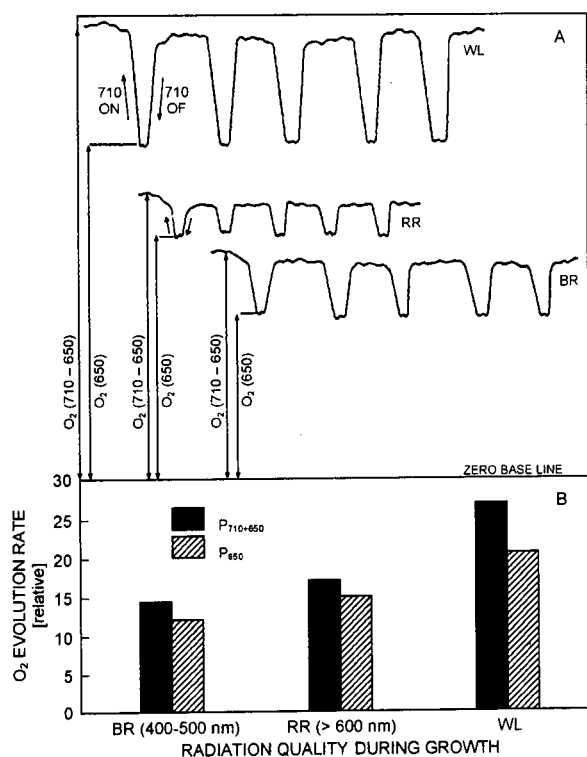 A
WL
710
ON
710
OF
RR
BR
O₂ (710 – 650)
O₂ (650)
O₂ (710 – 650)
O₂ (650)
O₂ (710 – 650)
O₂ (650)
ZERO BASE LINE
B
30
25
20
15
10
5
0
O₂ EVOLUTION RATE
[relative]
P₇₁₀₊₆₅₀
P₆₅₀
BR (400-500 nm)
RR (> 600 nm)
WL
RADIATION QUALITY DURING GROWTH